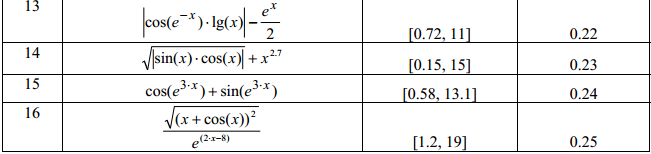 13 |cos(e^{-x})·lg(x)| − e^x/2 [0.72, 11] 0.22
14 √|sin(x)·cos(x)| + x^{2.7} [0.15, 15] 0.23
15 cos(e^{3·x}) + sin(e^{3·x}) [0.58, 13.1] 0.24
16 √(x + cos(x))^2 / e^{(2·x−8)} [1.2, 19] 0.25